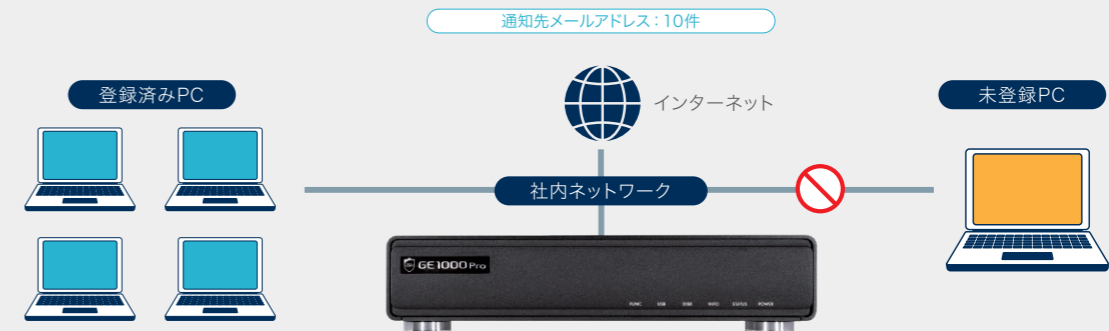 通知先メールアドレス：10件
登録済みPC
インターネット
未登録PC
社内ネットワーク
GE1000 Pro
FUNC USB DISK INFO STATUS POWER